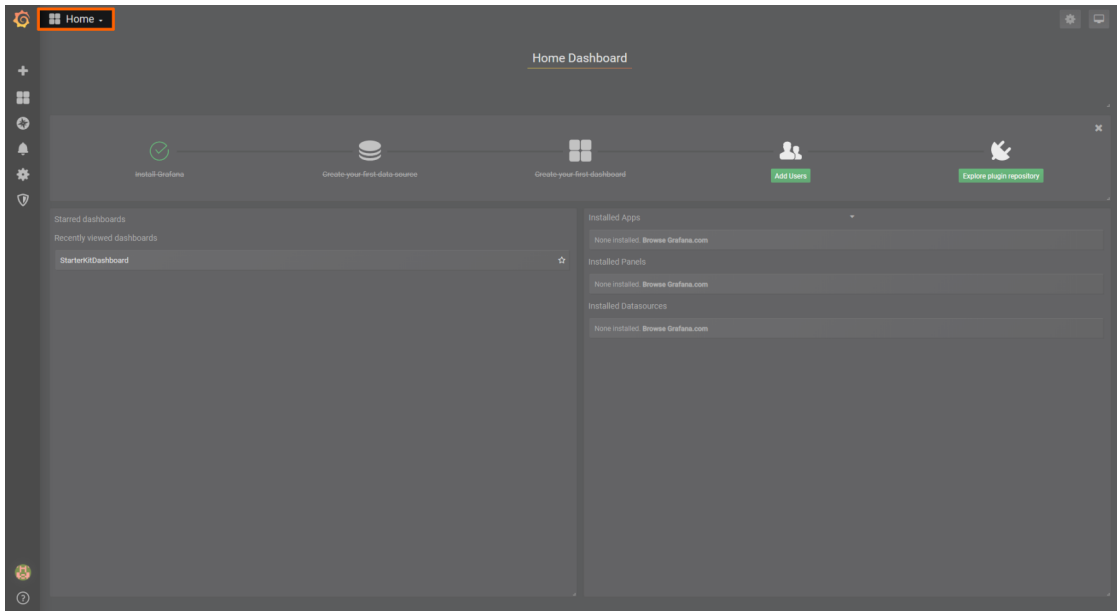 Home
Home Dashboard
Install Grafana
Create your first data source
Create your first dashboard
Add Users
Explore plugin repository
Starred dashboards
Recently viewed dashboards
StarterKitDashboard
Installed Apps
None installed. Browse Grafana.com
Installed Panels
None installed. Browse Grafana.com
Installed Datasources
None installed. Browse Grafana.com